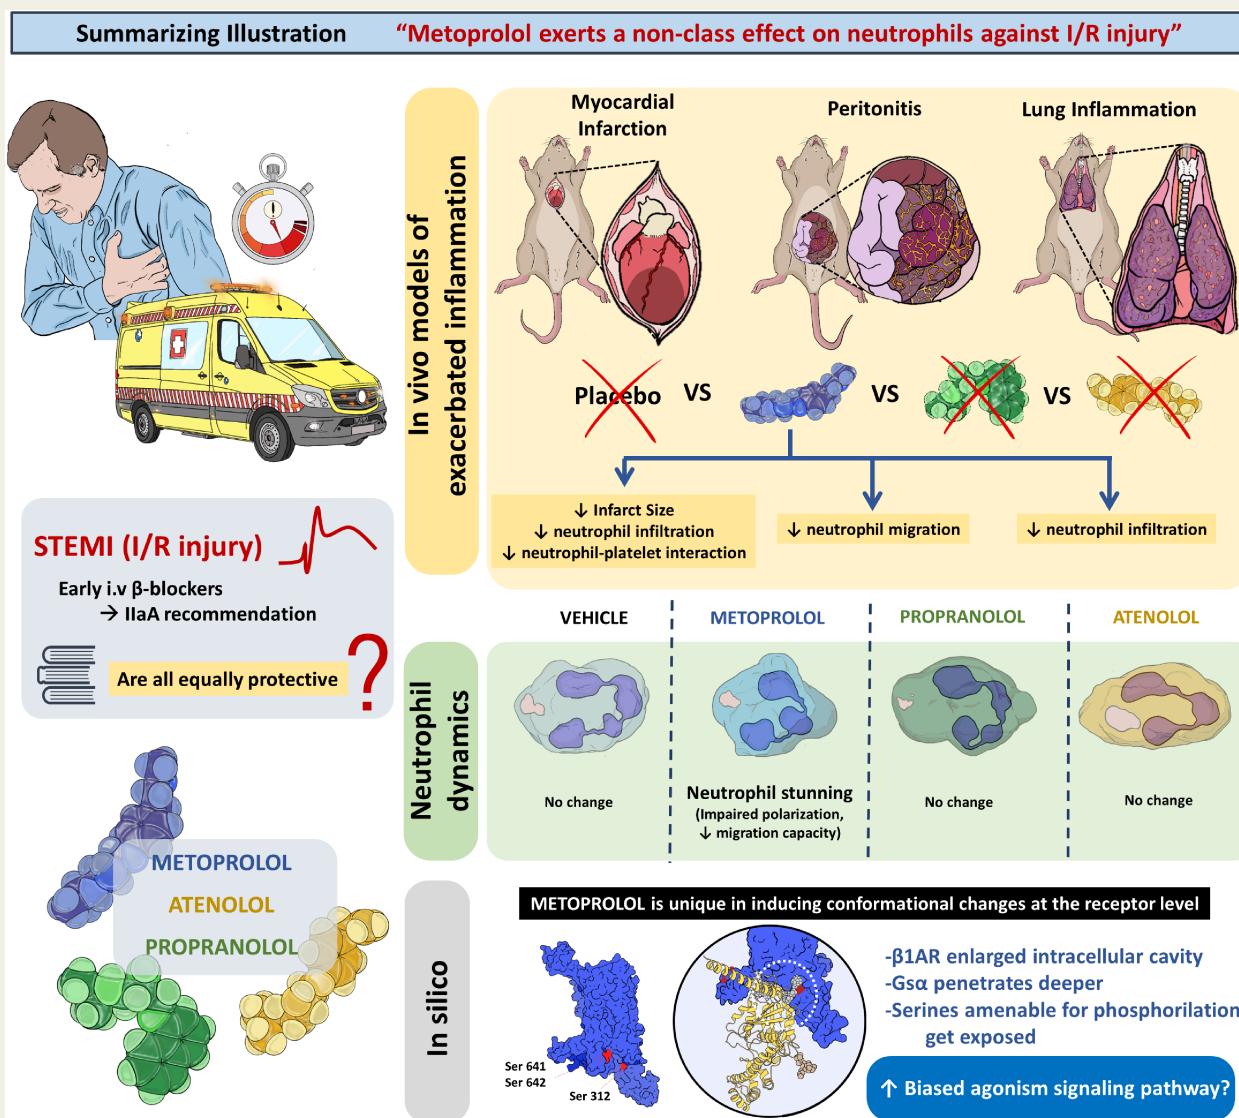 Summarizing Illustration “Metoprolol exerts a non-class effect on neutrophils against I/R injury”
STEMI (I/R injury)
Early i.v β-blockers
→ IIaA recommendation
Are all equally protective ?
METOPROLOL
ATENOLOL
PROPRANOLOL
In vivo models of
exacerbated inflammation
Myocardial
Infarction
Peritonitis
Lung Inflammation
Placebo VS VS VS
↓ Infarct Size
↓ neutrophil infiltration
↓ neutrophil-platelet interaction
↓ neutrophil migration
↓ neutrophil infiltration
Neutrophil
dynamics
VEHICLE METOPROLOL PROPRANOLOL ATENOLOL
No change
Neutrophil stunning
(Impaired polarization,
↓ migration capacity)
No change
No change
In silico
METOPROLOL is unique in inducing conformational changes at the receptor level
Ser 641
Ser 642
Ser 312
-β1AR enlarged intracellular cavity
-Gsα penetrates deeper
-Serines amenable for phosphorilation
get exposed
↑ Biased agonism signaling pathway?